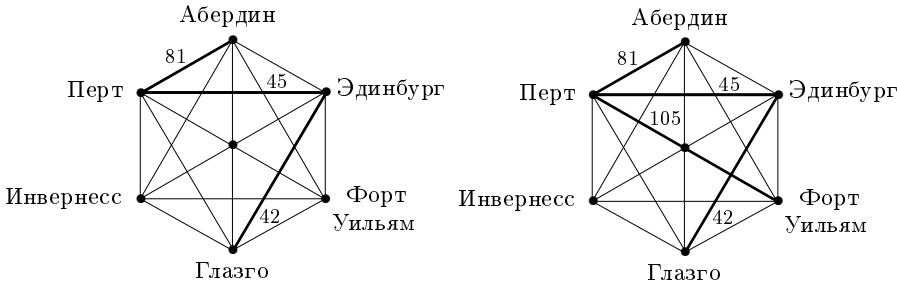 Абердин
81
45
Перт
Эдинбург
Инвернесс
Форт
Уильям
42
Глазго
Абердин
81
45
Перт
Эдинбург
105
Инвернесс
Форт
Уильям
42
Глазго